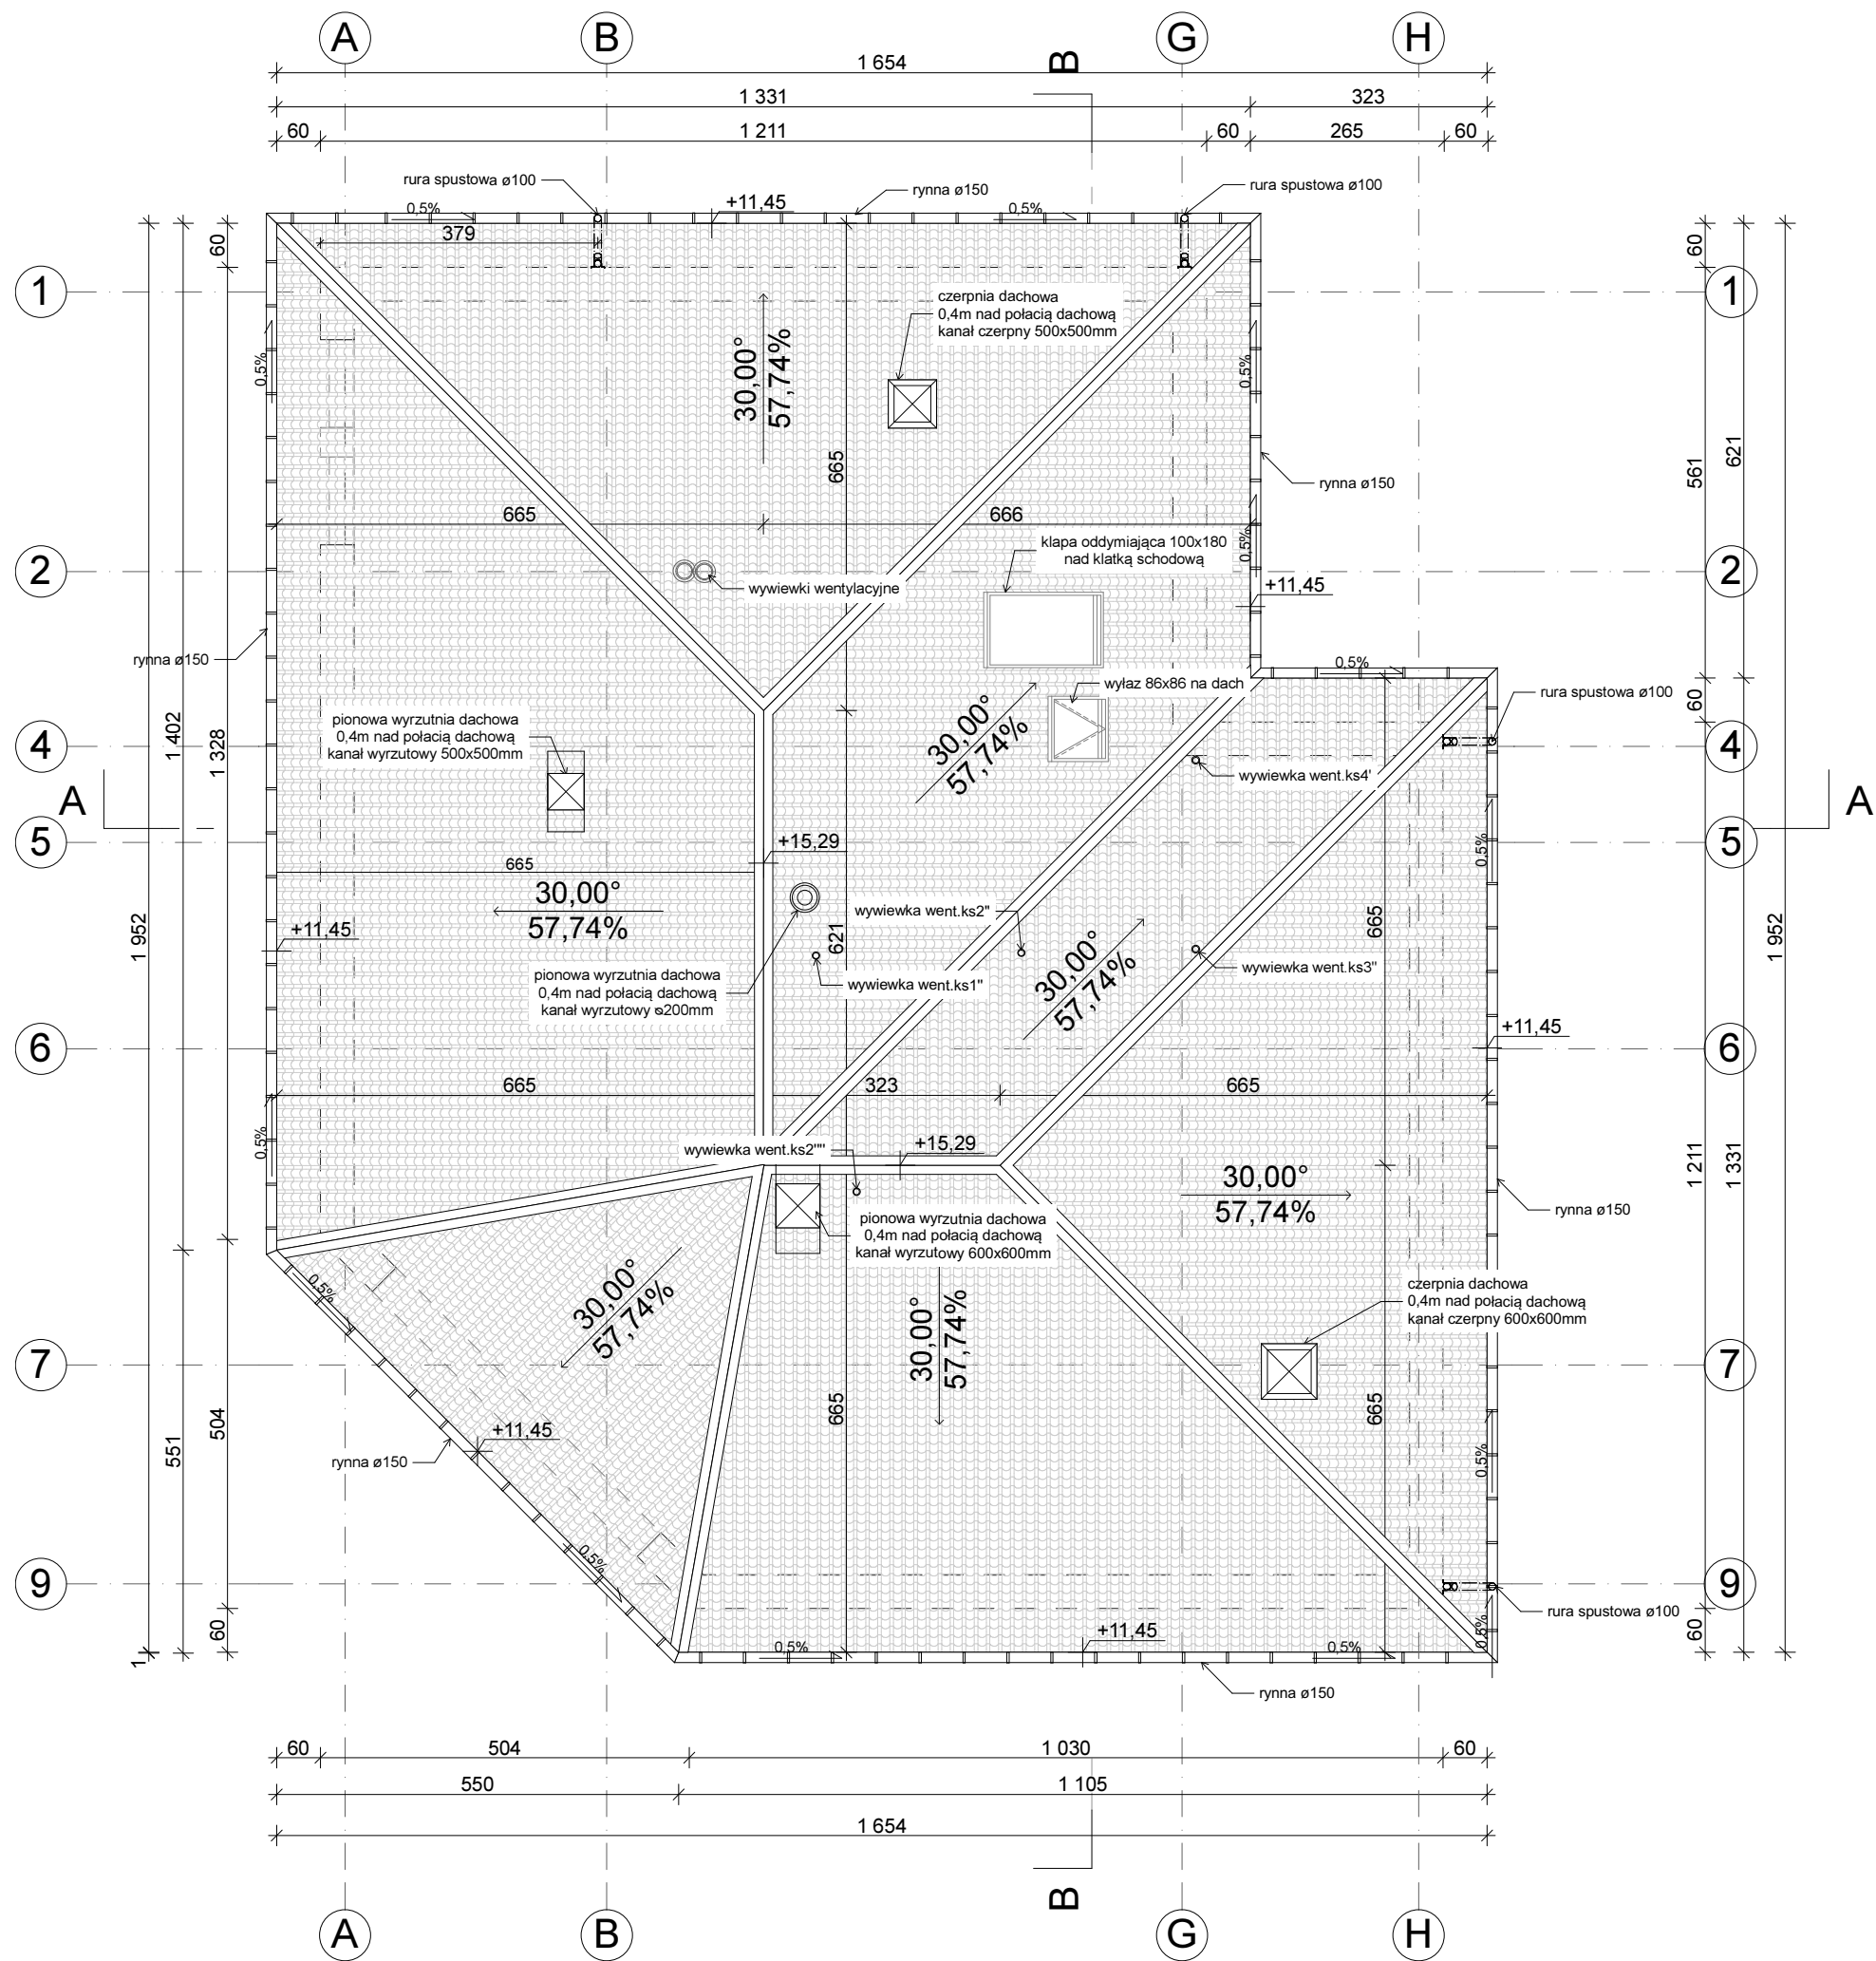 A
B
G
H
B
1 654
1 331
323
60
1 211
60
265
60
rura spustowa ø100
rynna ø150
rura spustowa ø100
0,5%
+11,45
0,5%
379
60
60
1
1
czerpnia dachowa
0,4m nad połacią dachową
kanał czerpny 500x500mm
30,00°
57,74%
0,5%
0,5%
665
561
621
rynna ø150
665
666
klapa oddymiająca 100x180
nad klatką schodową
0,5%
2
2
wywiewki wentylacyjne
+11,45
rynna ø150
0,5%
wyłaz 86x86 na dach
rura spustowa ø100
60
1 402
1 328
pionowa wyrzutnia dachowa
0,4m nad połacią dachową
kanał wyrzutowy 500x500mm
30,00°
57,74%
4
4
wywiewka went.ks4'
A
A
5
5
+15,29
0,5%
665
30,00°
57,74%
1 952
+11,45
wywiewka went.ks2"
621
665
1 952
30,00°
57,74%
pionowa wyrzutnia dachowa
0,4m nad połacią dachową
kanał wyrzutowy ø200mm
wywiewka went.ks1"
wywiewka went.ks3"
+11,45
6
6
665
323
665
0,5%
wywiewka went.ks2""
+15,29
30,00°
57,74%
1 211
1 331
rynna ø150
pionowa wyrzutnia dachowa
0,4m nad połacią dachową
kanał wyrzutowy 600x600mm
0,5%
30,00°
57,74%
30,00°
57,74%
czerpnia dachowa
0,4m nad połacią dachową
kanał czerpny 600x600mm
7
7
665
665
504
551
+11,45
rynna ø150
0,5%
0,5%
9
9
rura spustowa ø100
60
60
1
0,5%
+11,45
0,5%
0,5%
rynna ø150
60
504
1 030
60
550
1 105
1 654
B
A
B
G
H